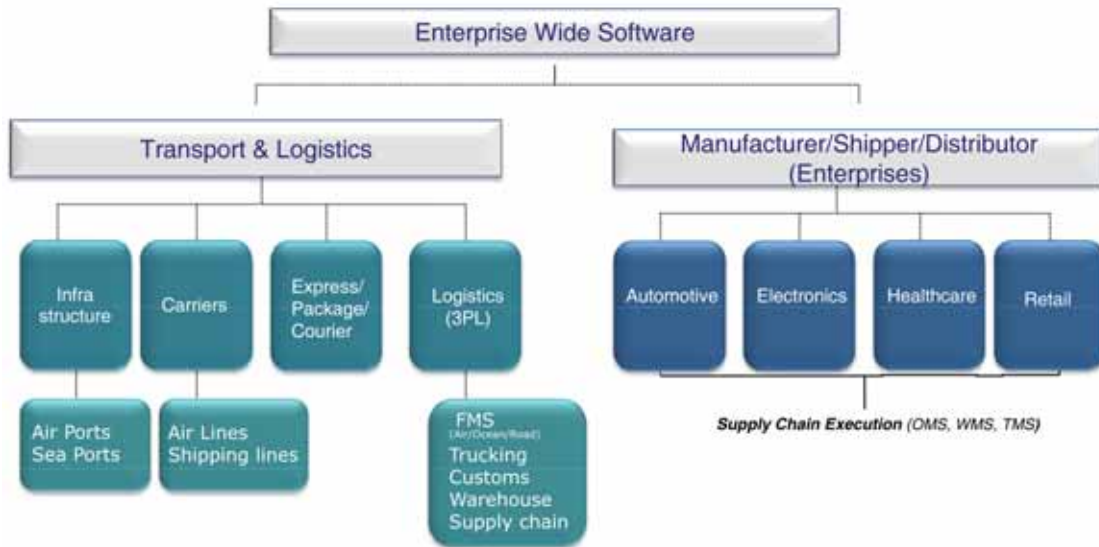 Enterprise Wide Software
Transport & Logistics
Manufacturer/Shipper/Distributor
(Enterprises)
Infra
structure
Carriers
Express/
Package/
Courier
Logistics
(3PL)
Automotive
Electronics
Healthcare
Retail
Air Ports
Sea Ports
Air Lines
Shipping lines
FMS
(Air/Ocean/Road)
Trucking
Customs
Warehouse
Supply chain
Supply Chain Execution (OMS, WMS, TMS)